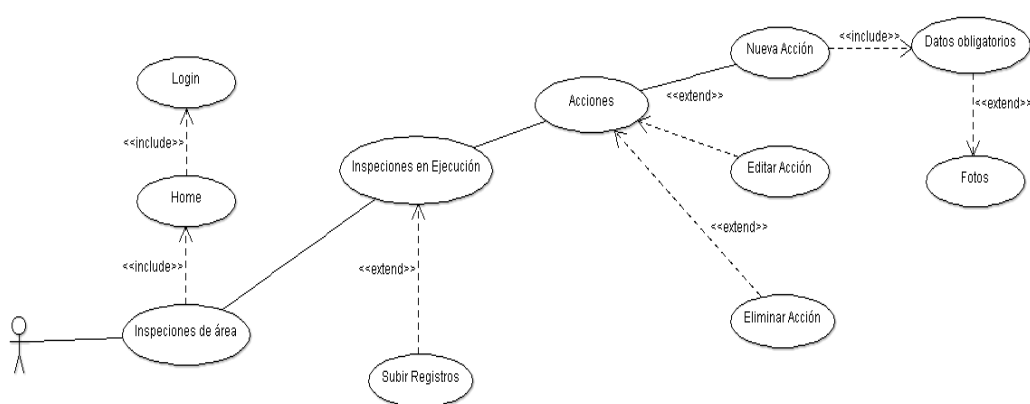 Nueva Acción
<<include>>
Datos obligatorios
Login
Acciones
<<extend>>
<<extend>>
<<include>>
Inspeciones en Ejecución
Editar Acción
Fotos
Home
<<extend>>
<<include>>
<<extend>>
Inspeciones de área
Eliminar Acción
Subir Registros